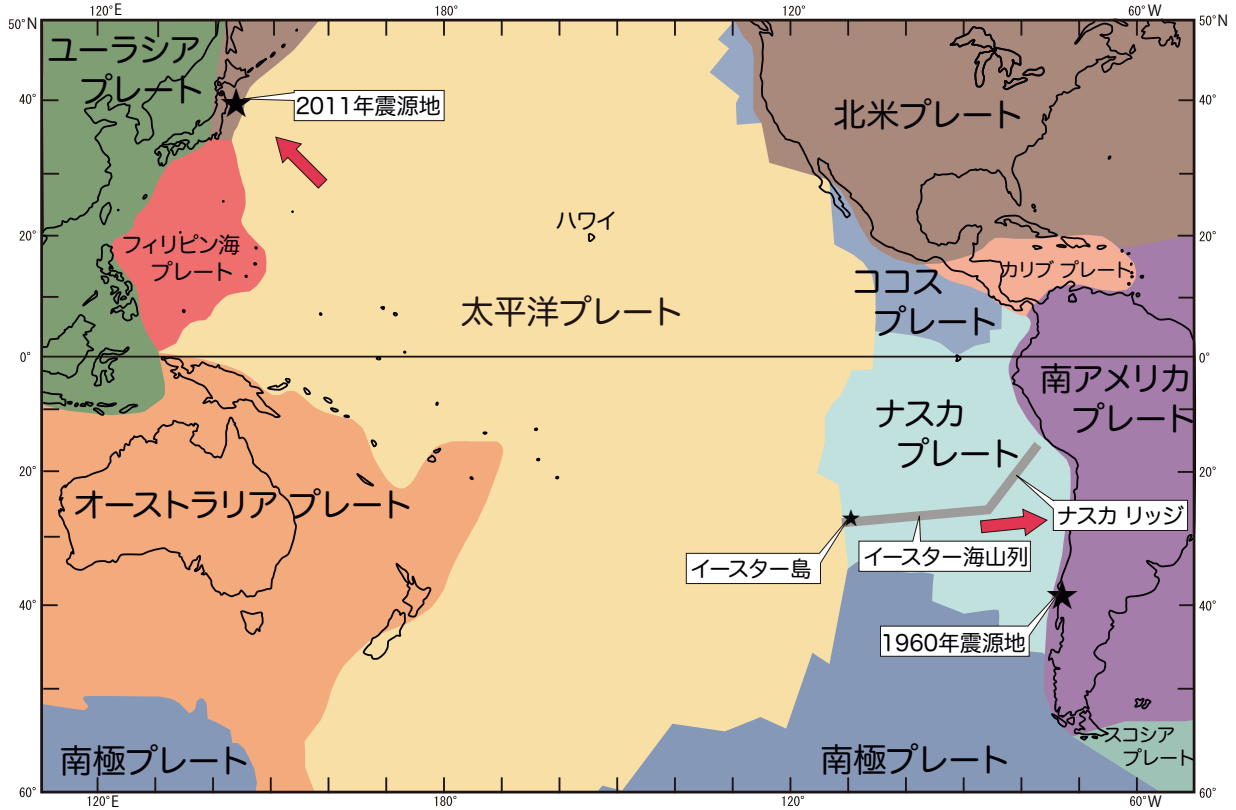 120°E
180°
120°
60°W
50°N
50°N
ユーラシア
プレート
40°
2011年震源地
北米プレート
40°
ハワイ
20°
フィリピン海
プレート
20°
カリブ プレート
ココス
プレート
太平洋プレート
0°
0°
南アメリカ
プレート
ナスカ
プレート
20°
20°
オーストラリア プレート
ナスカ リッジ
イースター海山列
イースター島
40°
40°
1960年震源地
スコシア
プレート
南極プレート
南極プレート
60°
60°
120°E
180°
120°
60°W